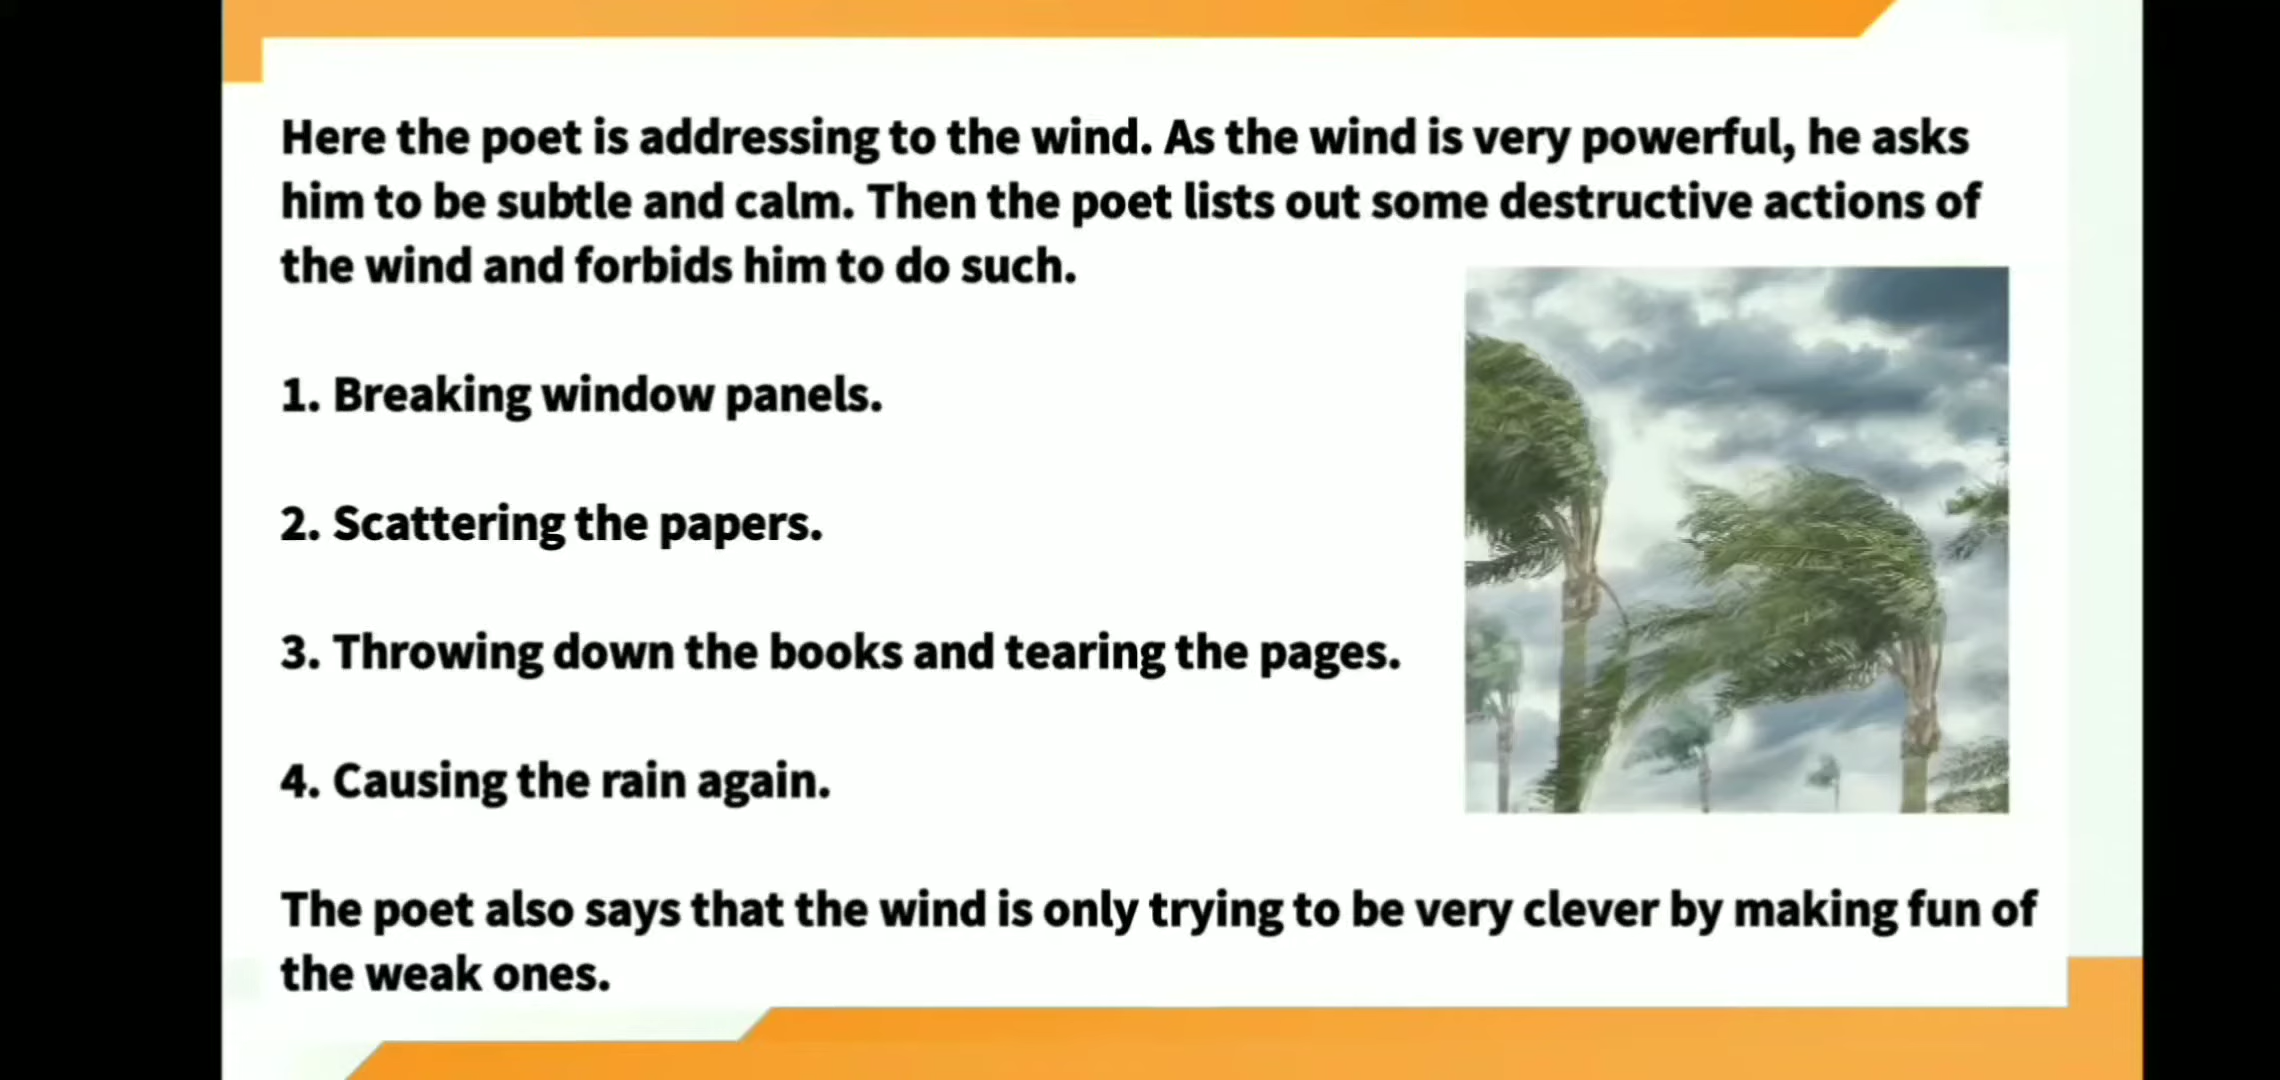 Here the poet is addressing to the wind. As the wind is very powerful, he asks
him to be subtle and calm. Then the poet lists out some destructive actions of
the wind and forbids him to do such.
1. Breaking window panels.
2. Scattering the papers.
3. Throwing down the books and tearing the pages.
4. Causing the rain again.
The poet also says that the wind is only trying to be very clever by making fun of
the weak ones.